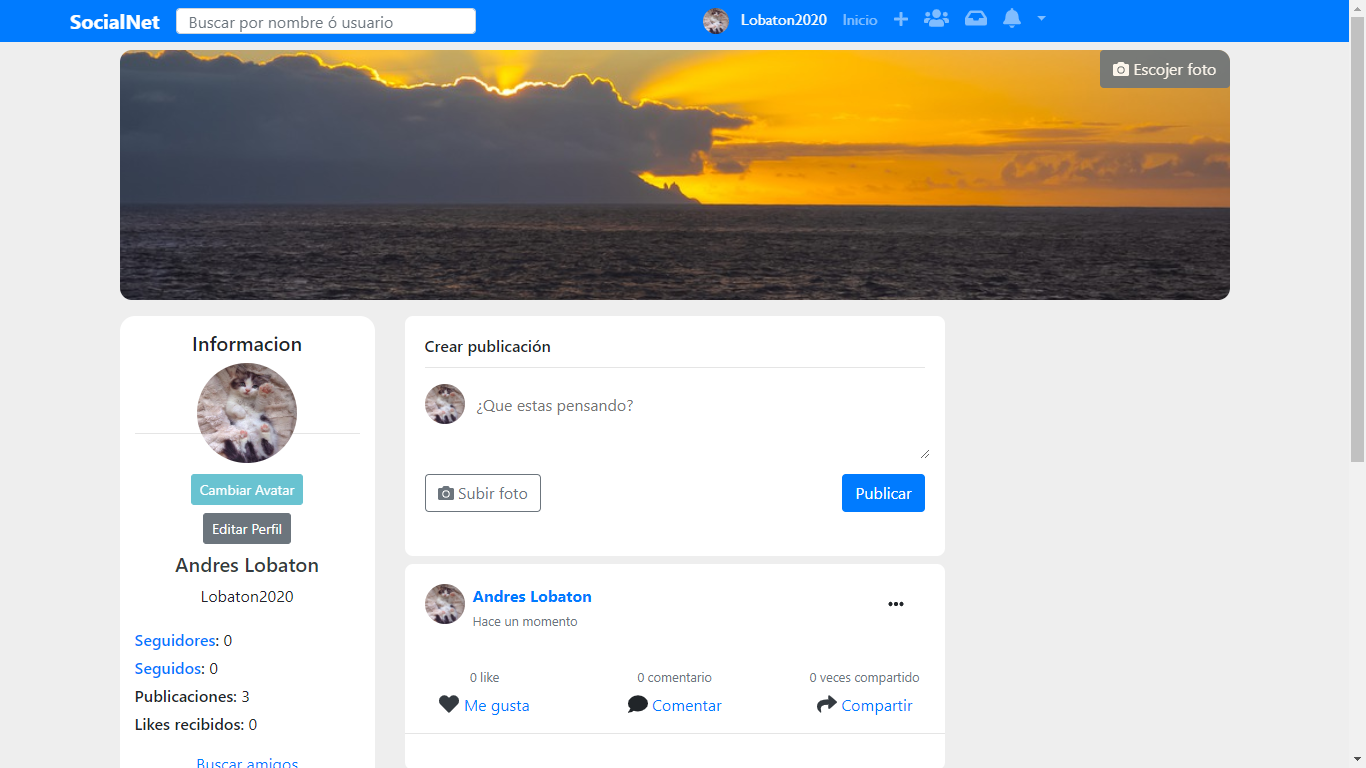 SocialNet
Buscar por nombre ó usuario
Lobaton2020
Inicio
Escojer foto
Informacion
Cambiar Avatar
Editar Perfil
Andres Lobaton
Lobaton2020
Seguidores: 0
Seguidos: 0
Publicaciones: 3
Likes recibidos: 0
Buscar amigos
Crear publicación
¿Que estas pensando?
Subir foto
Publicar
Andres Lobaton
Hace un momento
0 like
0 comentario
0 veces compartido
Me gusta
Comentar
Compartir